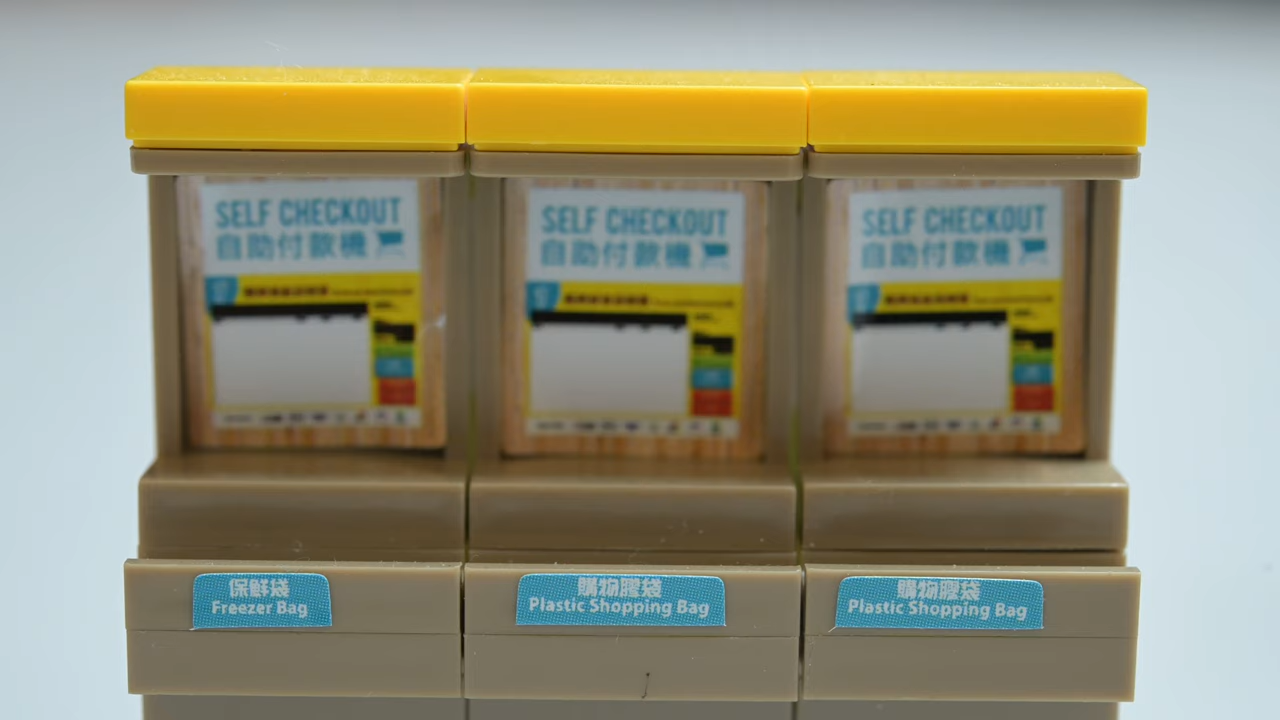 SELF CHECKOUT
自助付款機
SELF CHECKOUT
自助付款機
SELF CHECKOUT
自助付款機
保鮮袋
Freezer Bag
購物膠袋
Plastic Shopping Bag
購物膠袋
Plastic Shopping Bag